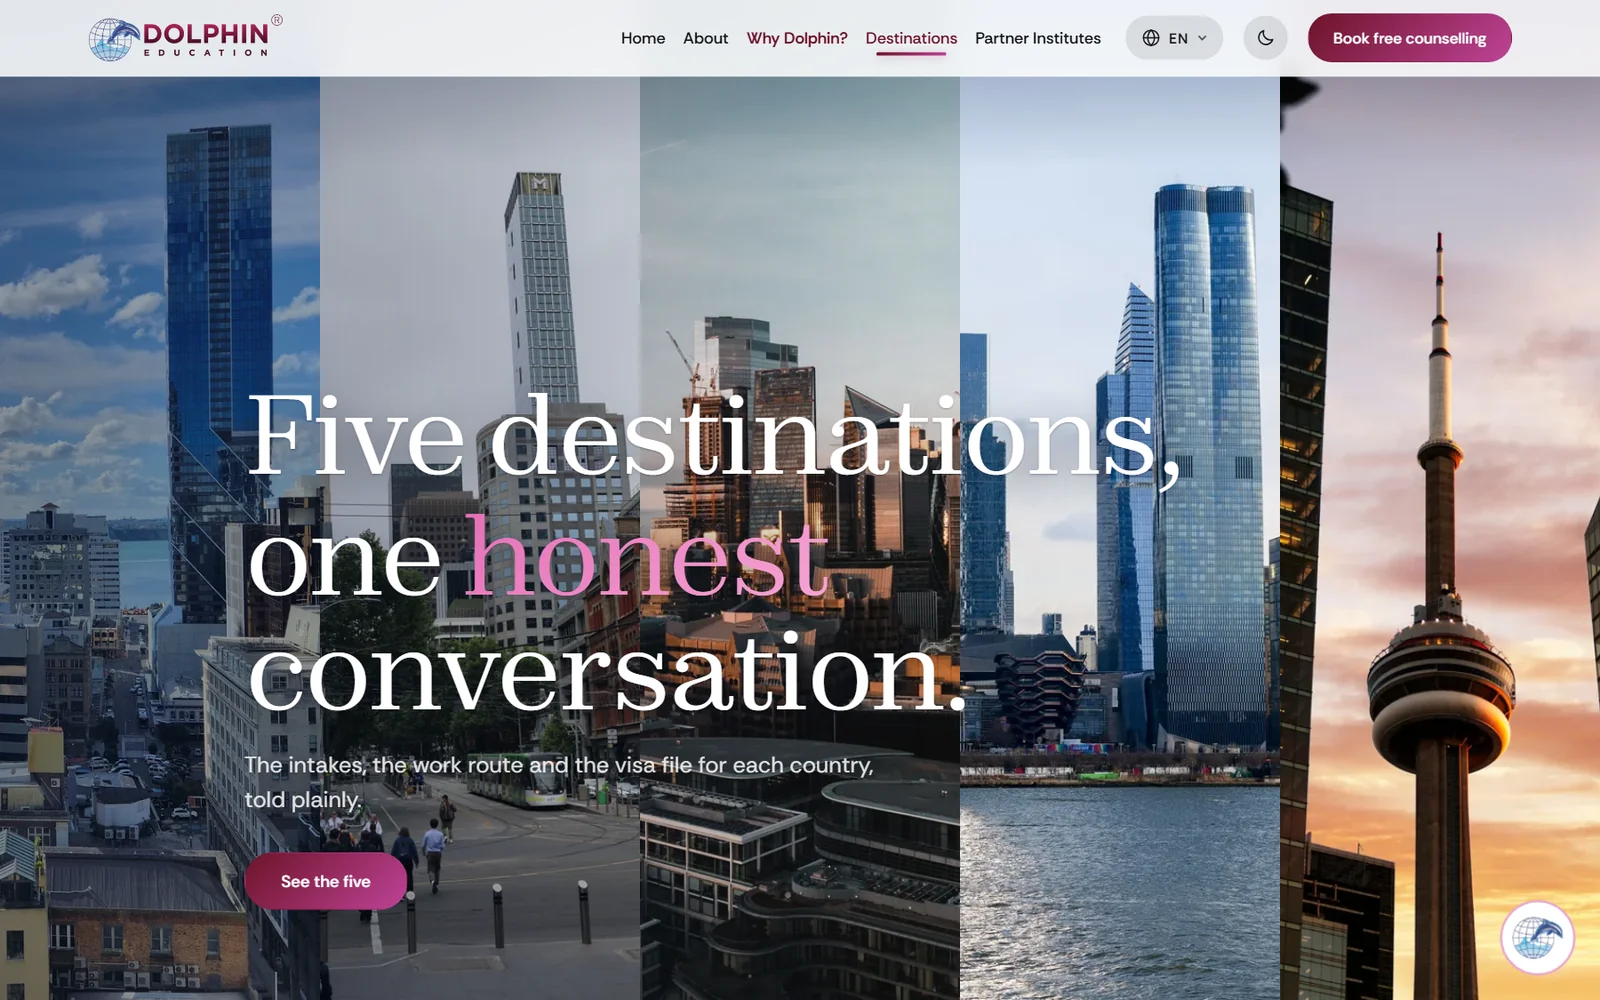 DOLPHIN®
EDUCATION
Home
About
Why Dolphin?
Destinations
Partner Institutes
EN
Book free counselling
M
Five destinations,
one honest
conversation.
The intakes, the work route and the visa file for each country,
told plainly.
See the five